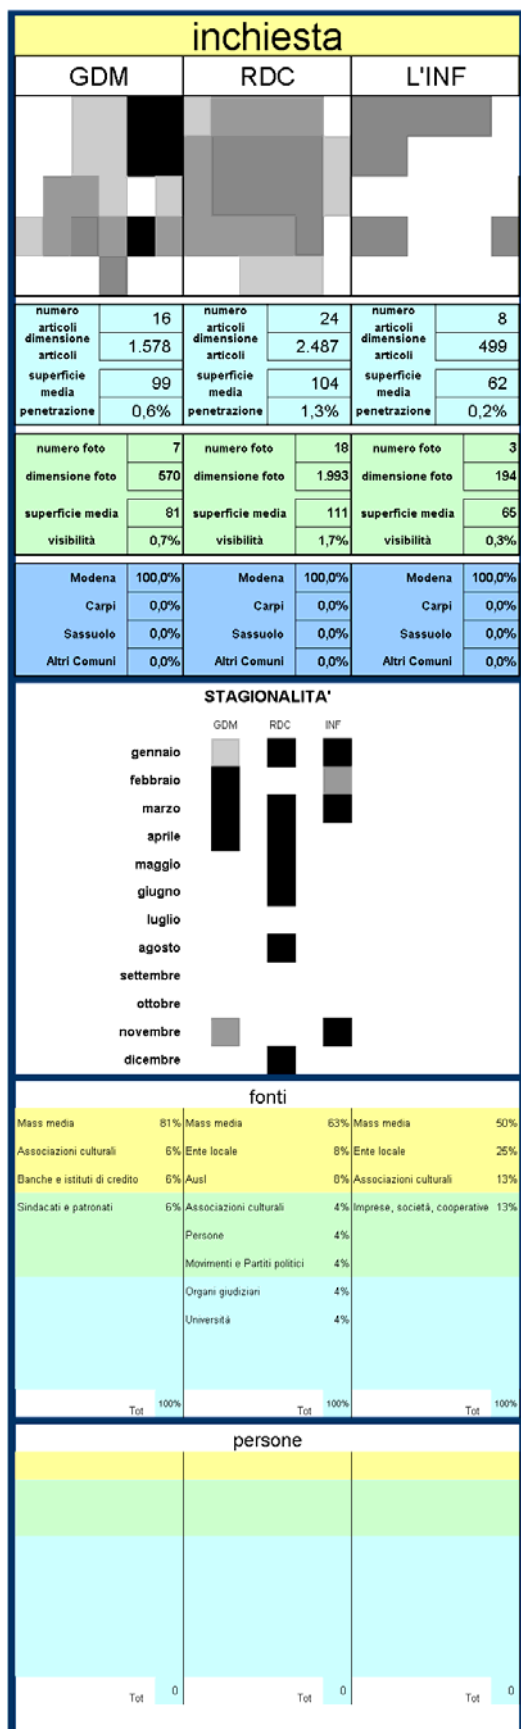 inchiesta
GDM RDC L'INF
numero articoli 16 numero articoli 24 numero articoli 8
dimensione articoli 1.578 dimensione articoli 2.487 dimensione articoli 499
superficie media 99 superficie media 104 superficie media 62
penetrazione 0,6% penetrazione 1,3% penetrazione 0,2%
numero foto 7 numero foto 18 numero foto 3
dimensione foto 570 dimensione foto 1.993 dimensione foto 194
superficie media 81 superficie media 111 superficie media 65
visibilità 0,7% visibilità 1,7% visibilità 0,3%
Modena 100,0% Modena 100,0% Modena 100,0%
Carpi 0,0% Carpi 0,0% Carpi 0,0%
Sassuolo 0,0% Sassuolo 0,0% Sassuolo 0,0%
Altri Comuni 0,0% Altri Comuni 0,0% Altri Comuni 0,0%
STAGIONALITA'
GDM RDC INF
gennaio
febbraio
marzo
aprile
maggio
giugno
luglio
agosto
settembre
ottobre
novembre
dicembre
fonti
Mass media 81% Mass media 63% Mass media 50%
Associazioni culturali 6% Ente locale 8% Ente locale 25%
Banche e istituti di credito 6% Ausl 8% Associazioni culturali 13%
Sindacati e patronati 6% Associazioni culturali 4% Imprese, società, cooperative 13%
Persone 4%
Movimenti e Partiti politici 4%
Organi giudiziari 4%
Università 4%
Tot 100% 100% Tot 100%
persone
Tot 0 0 Tot 0